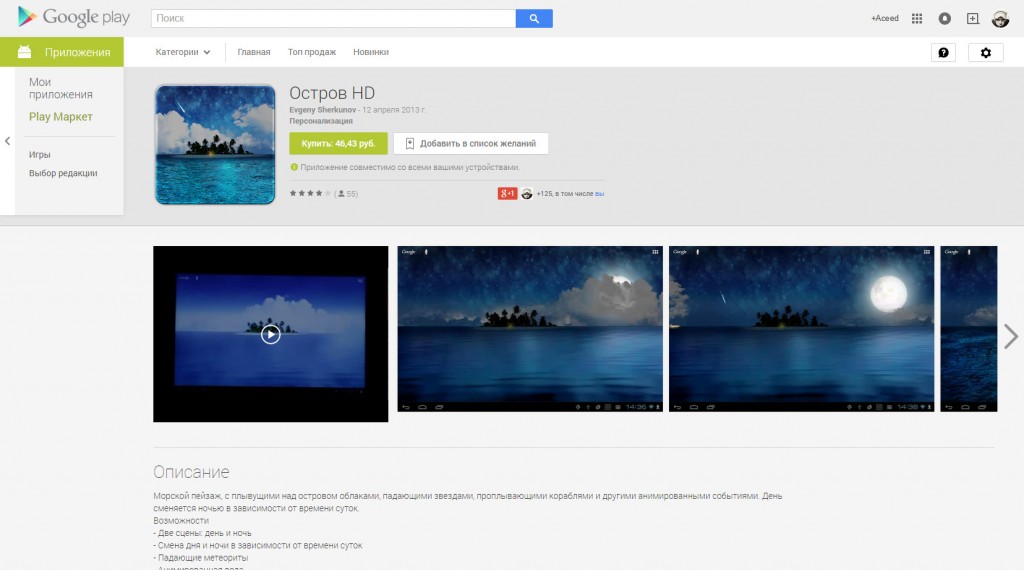 Google play
Поиск
+Aceed
Приложения
Категории
Главная
Топ продаж
Новинки
Мои
приложения
Play Маркет
Игры
Выбор редакции
Остров HD
Evgeny Sherkunov - 12 апреля 2013 г.
Персонализация
Купить: 46,43 руб.
Добавить в список желаний
Приложение совместимо со всеми вашими устройствами.
(55)
g+1
+125, в том числе вы
Google
Google
Google
Google
14:36
14:36
Описание
Морской пейзаж, с плывущими над островом облаками, падающими звездами, проплывающими кораблями и другими анимированными событиями. День
сменяется ночью в зависимости от времени суток.
Возможности
- Две сцены: день и ночь
- Смена дня и ночи в зависимости от времени суток
- Падающие метеориты
- Анимированная вода